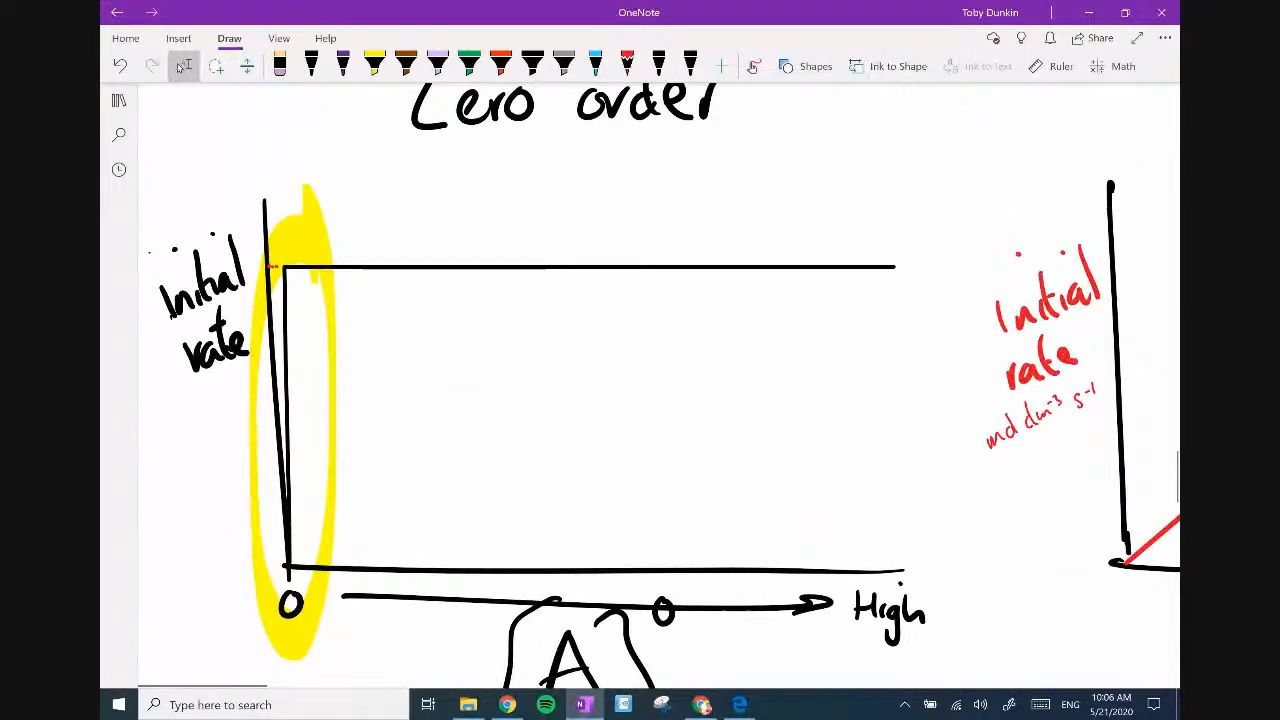 OneNote
Toby Dunkin
Home Insert Draw View Help
Share
Shapes
Ink to Shape
Ink to Text
Ruler
Math
Zero order
Initial
rate
Initial
rate
mol dm⁻³ s⁻¹
0
0
High
A
Type here to search
10:06 AM
5/21/2020